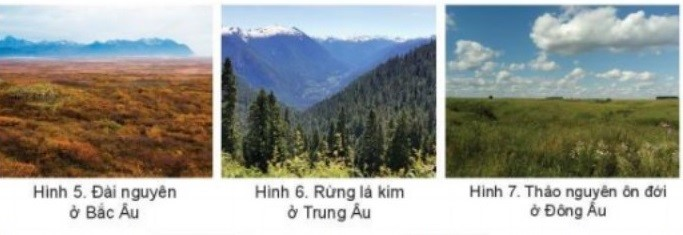 Hình 5. Đài nguyên
ở Bắc Âu
Hình 6. Rừng lá kim
ở Trung Âu
Hình 7. Thảo nguyên ôn đới
ở Đông Âu